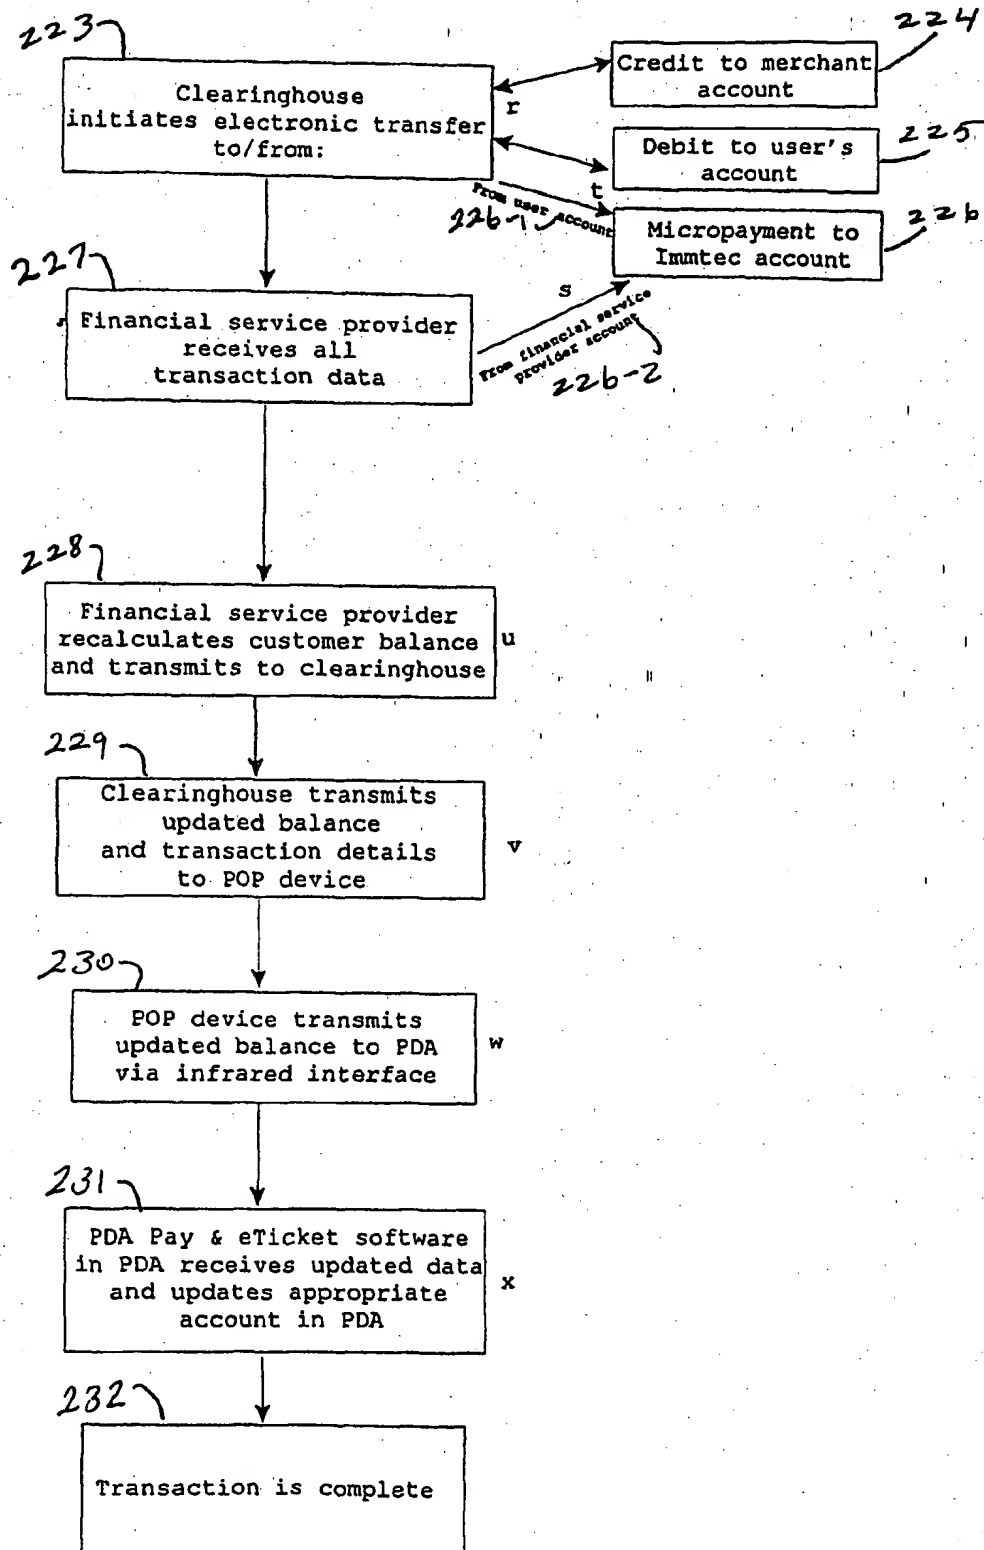 223
224
Clearinghouse
initiates electronic transfer
to/from:
r
Credit to merchant
account
225
Debit to user's
account
t
From user account
226-1
226
Micropayment to
Immtec account
227
Financial service provider
receives all
transaction data
s
From financial service
provider account
226-2
228
Financial service provider
recalculates customer balance
and transmits to clearinghouse
u
229
Clearinghouse transmits
updated balance
and transaction details
to POP device
v
230
POP device transmits
updated balance to PDA
via infrared interface
w
231
PDA Pay & eTicket software
in PDA receives updated data
and updates appropriate
account in PDA
x
232
Transaction is complete